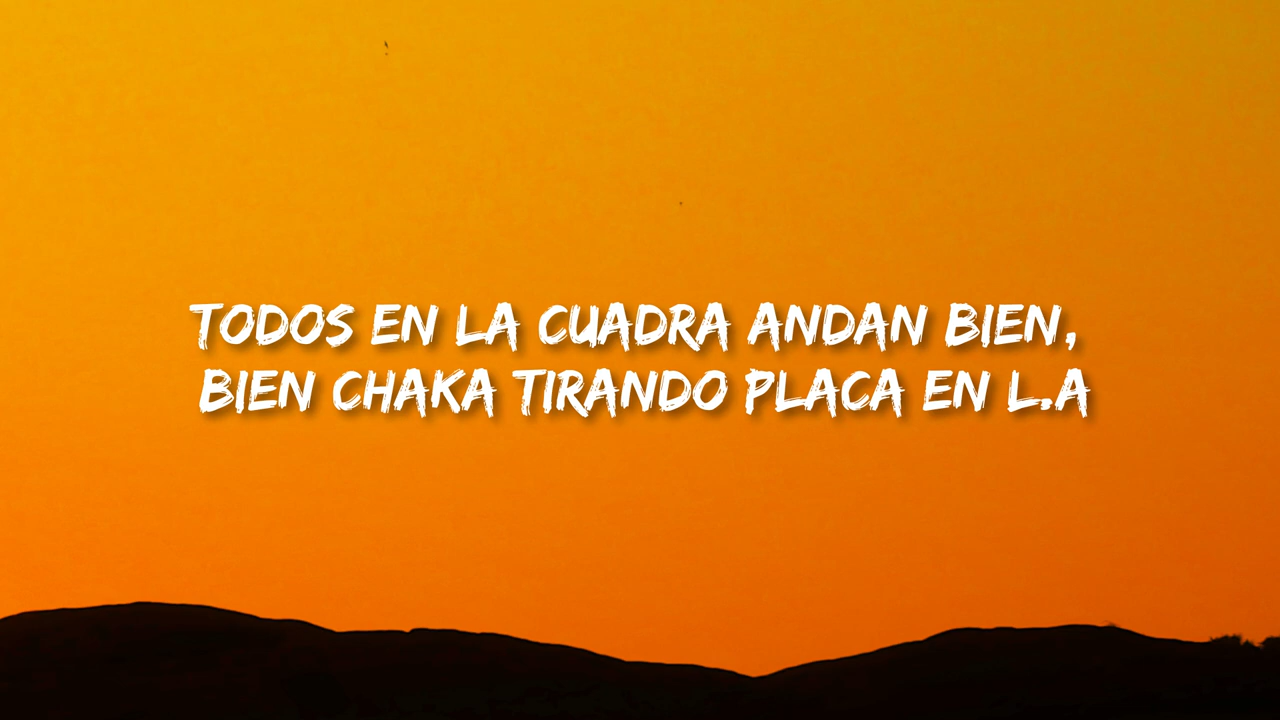 TODOS EN LA CUADRA ANDAN BIEN,
BIEN CHAKA TIRANDO PLACA EN L.A